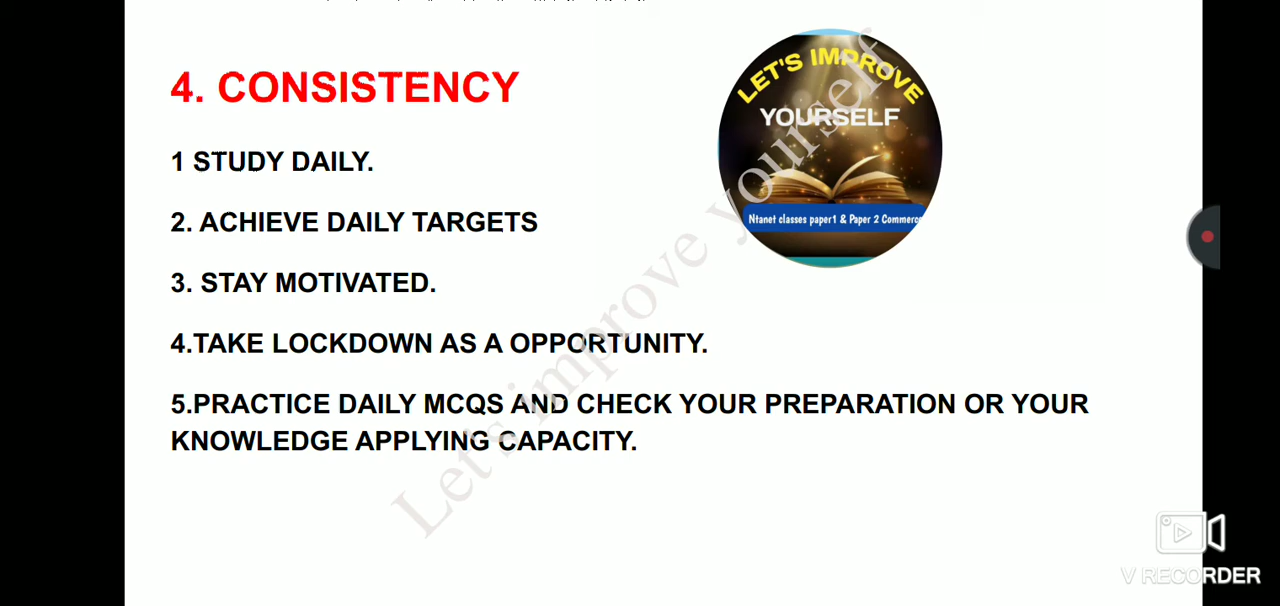 4. CONSISTENCY
LET'S IMPROVE
YOURSELF
Ntanet classes paper1 & Paper 2 Commerce
1 STUDY DAILY.
2. ACHIEVE DAILY TARGETS
3. STAY MOTIVATED.
4.TAKE LOCKDOWN AS A OPPORTUNITY.
5.PRACTICE DAILY MCQS AND CHECK YOUR PREPARATION OR YOUR
KNOWLEDGE APPLYING CAPACITY.
Let's improve yourself
V RECORDER